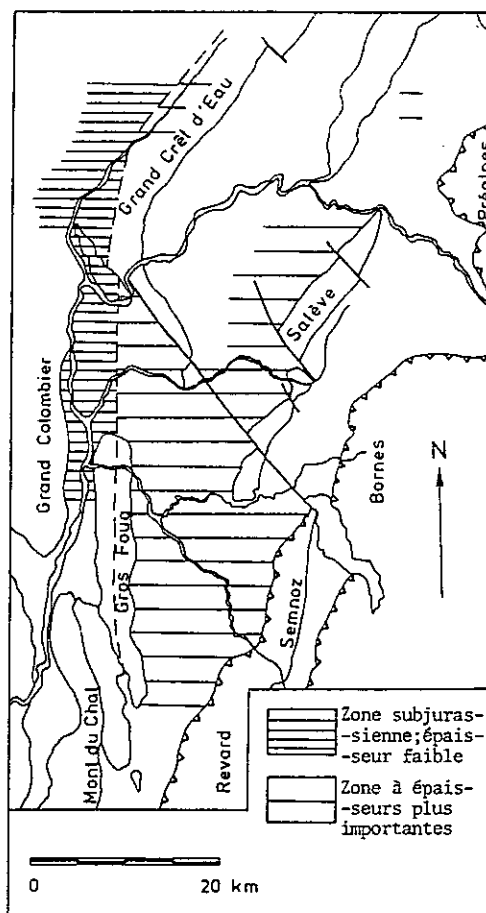 Grand Crêt d'Eau
Préalpes
Salève
Grand Colombier
Bornes
N
Gros Foug
Semnoz
Mont du Chat
Revard
Zone subjuras-
-sienne;épais-
-seur faible
Zone à épais-
-seurs plus
importantes
0 20 km